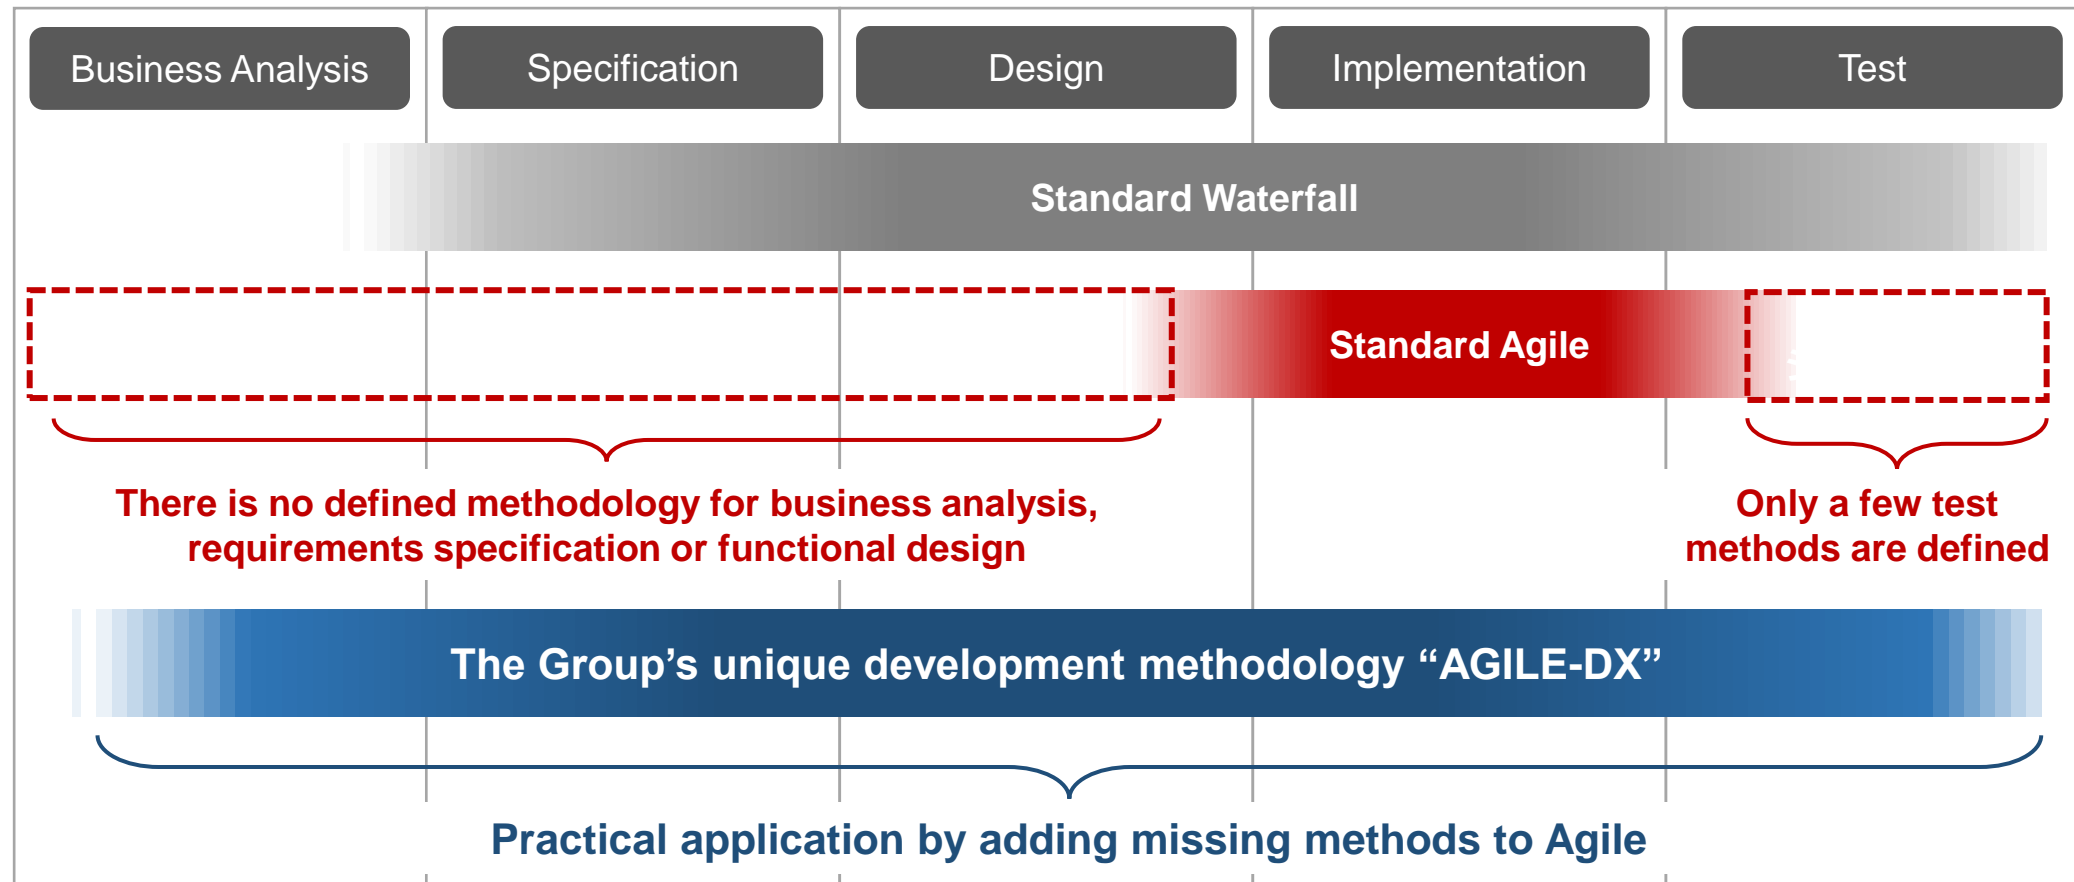 Business Analysis
Specification
Design
Implementation
Test
Standard Waterfall
Standard Agile
There is no defined methodology for business analysis,
requirements specification or functional design
Only a few test
methods are defined
The Group’s unique development methodology “AGILE-DX”
Practical application by adding missing methods to Agile